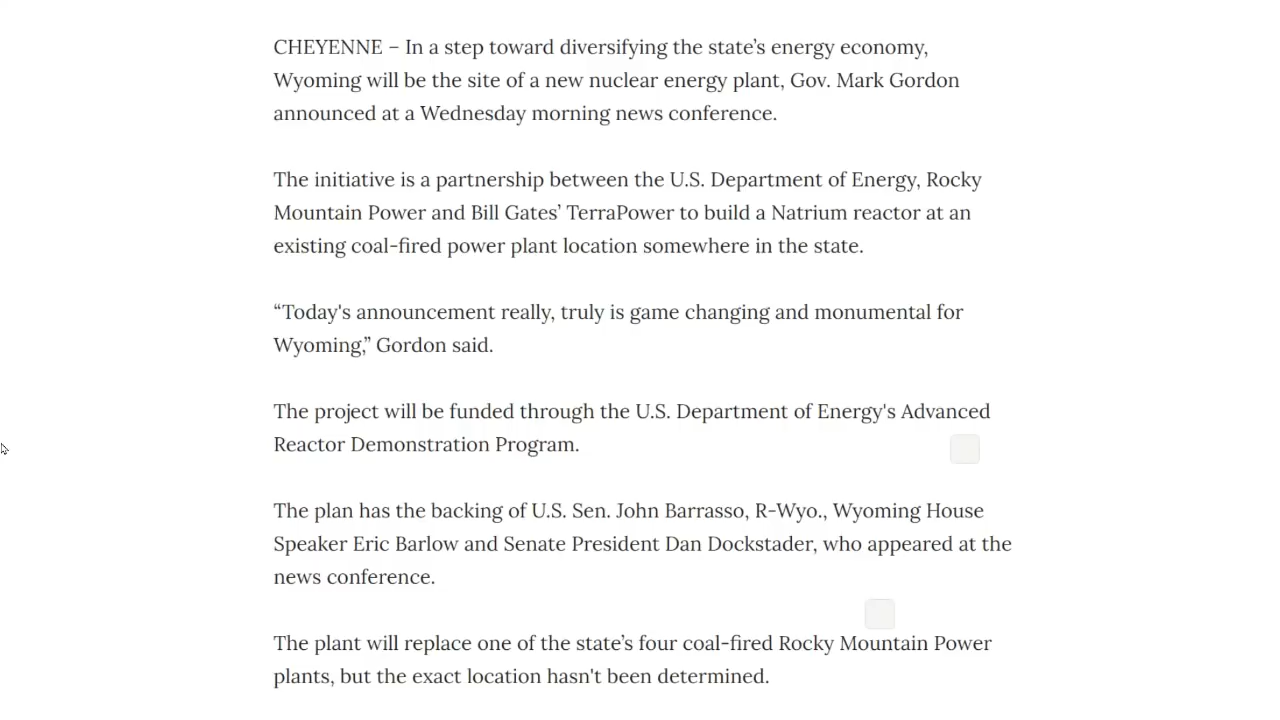 CHEYENNE – In a step toward diversifying the state’s energy economy,
Wyoming will be the site of a new nuclear energy plant, Gov. Mark Gordon
announced at a Wednesday morning news conference.
The initiative is a partnership between the U.S. Department of Energy, Rocky
Mountain Power and Bill Gates’ TerraPower to build a Natrium reactor at an
existing coal-fired power plant location somewhere in the state.
“Today's announcement really, truly is game changing and monumental for
Wyoming,” Gordon said.
The project will be funded through the U.S. Department of Energy's Advanced
Reactor Demonstration Program.
The plan has the backing of U.S. Sen. John Barrasso, R-Wyo., Wyoming House
Speaker Eric Barlow and Senate President Dan Dockstader, who appeared at the
news conference.
The plant will replace one of the state’s four coal-fired Rocky Mountain Power
plants, but the exact location hasn't been determined.